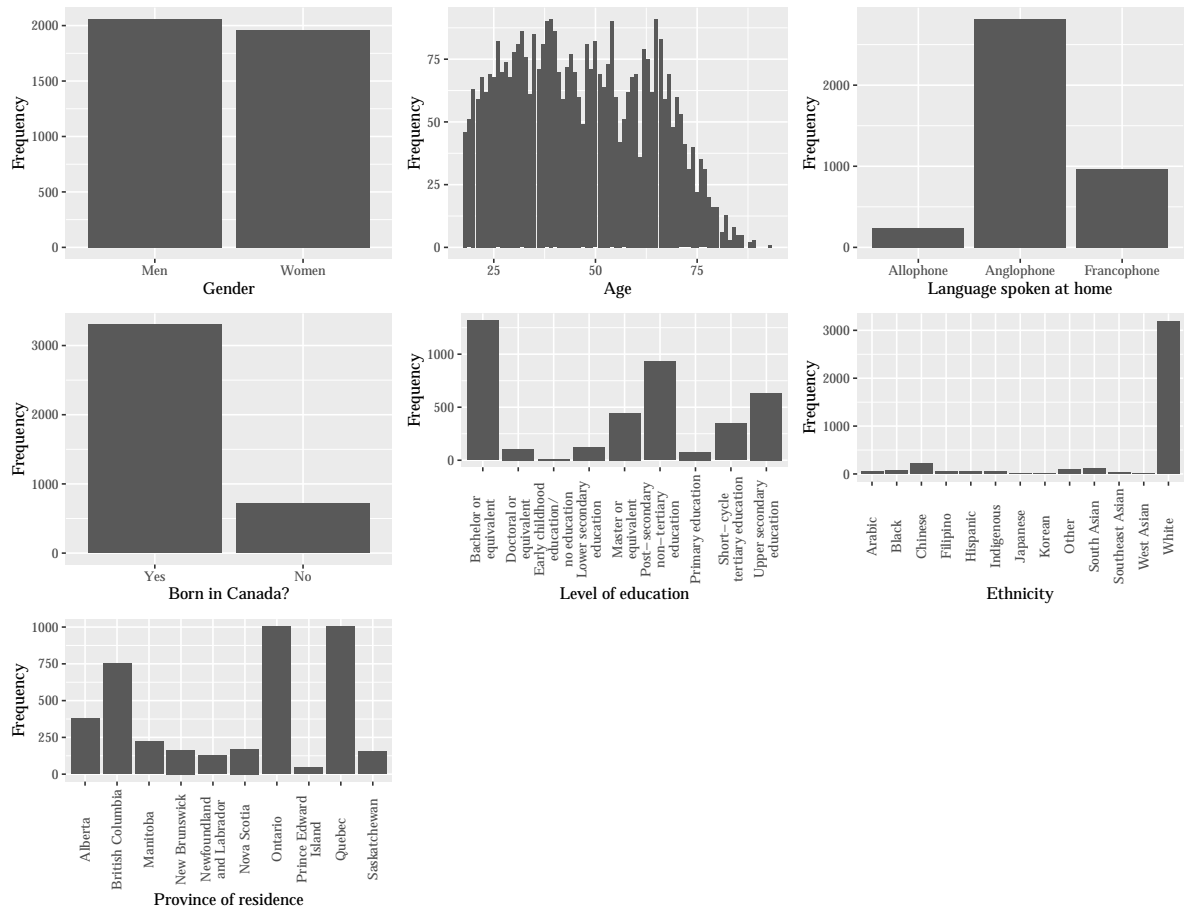 2000
1500
1000
500
0
Frequency
Men
Women
Gender
75
50
25
0
Frequency
25
50
75
Age
2000
1000
0
Frequency
Allophone
Anglophone
Francophone
Language spoken at home
3000
2000
1000
0
Frequency
Yes
No
Born in Canada?
1000
500
0
Frequency
Bachelor or
equivalent
Doctoral or
equivalent
Early childhood
education/
no education
Lower secondary
education
Master or
equivalent
Post−secondary
non−tertiary
education
Primary education
Short−cycle
tertiary education
Upper secondary
education
Level of education
3000
2000
1000
0
Frequency
Arabic
Black
Chinese
Filipino
Hispanic
Indigenous
Japanese
Korean
Other
South Asian
Southeast Asian
West Asian
White
Ethnicity
1000
750
500
250
0
Frequency
Alberta
British Columbia
Manitoba
New Brunswick
Newfoundland
and Labrador
Nova Scotia
Ontario
Prince Edward
Island
Quebec
Saskatchewan
Province of residence